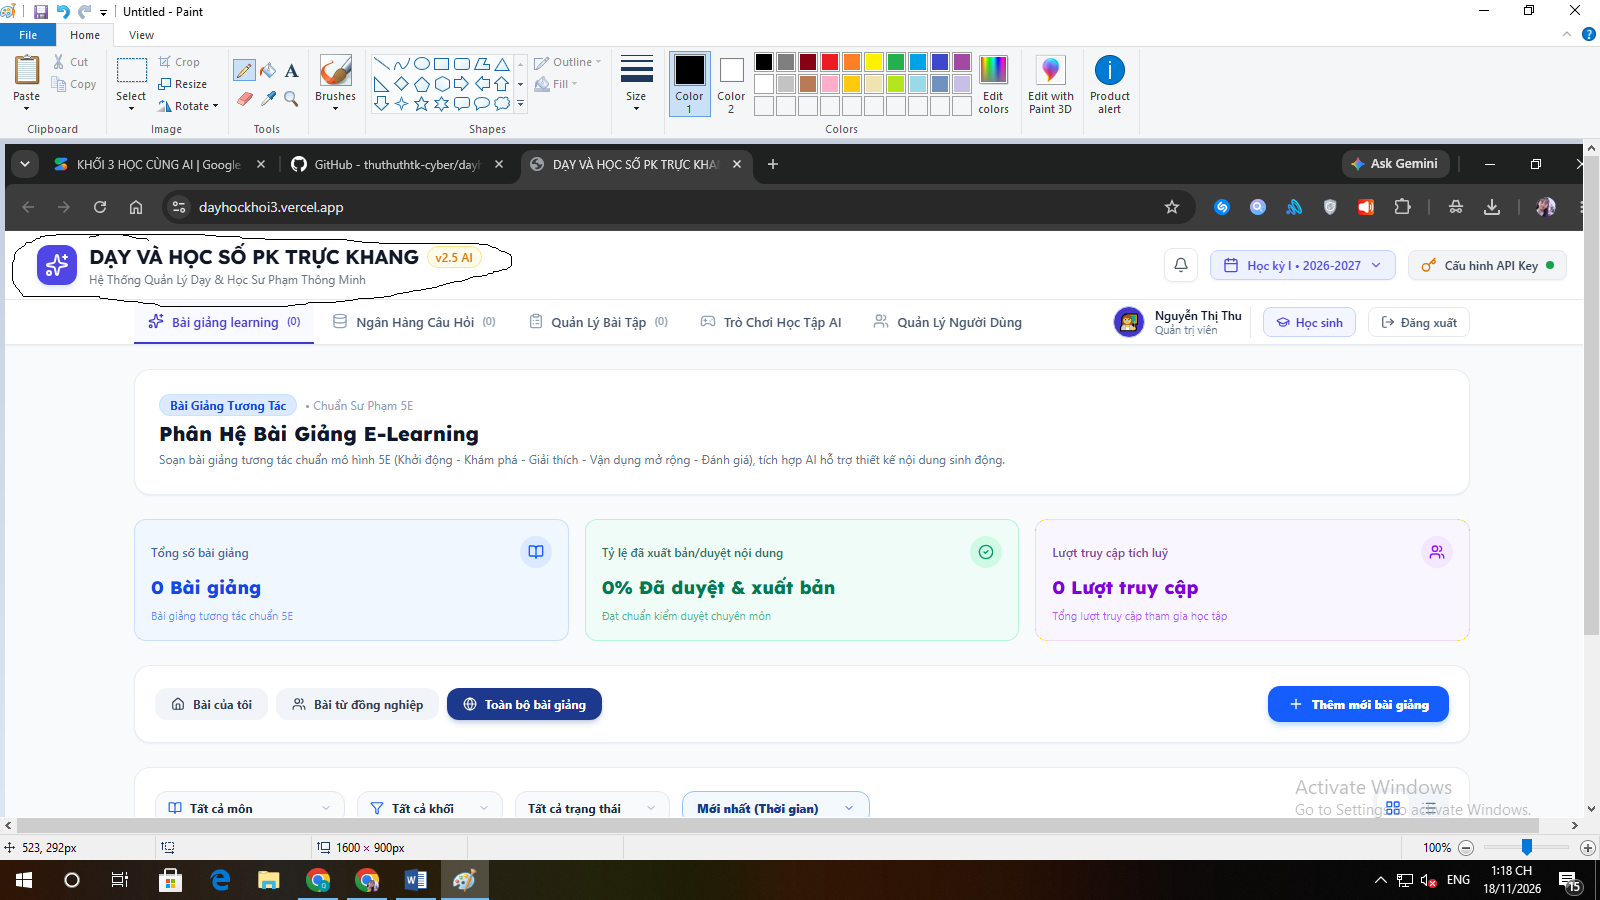 Untitled - Paint
File
Home
View
Paste
Cut
Copy
Clipboard
Select
Crop
Resize
Rotate
Image
Tools
Brushes
Outline
Fill
Shapes
Size
Color 1
Color 2
Colors
Edit colors
Edit with Paint 3D
Product alert
KHỐI 3 HỌC CÙNG AI | Google
GitHub - thuthuthtk-cyber/dayh
DẠY VÀ HỌC SỐ PK TRỰC KHA
Ask Gemini
dayhockhoi3.vercel.app
DẠY VÀ HỌC SỐ PK TRỰC KHANG
v2.5 AI
Hệ Thống Quản Lý Dạy & Học Sư Phạm Thông Minh
Học kỳ I • 2026-2027
Cấu hình API Key
Bài giảng learning (0)
Ngân Hàng Câu Hỏi (0)
Quản Lý Bài Tập (0)
Trò Chơi Học Tập AI
Quản Lý Người Dùng
Nguyễn Thị Thu
Quản trị viên
Học sinh
Đăng xuất
Bài Giảng Tương Tác
• Chuẩn Sư Phạm 5E
Phân Hệ Bài Giảng E-Learning
Soạn bài giảng tương tác chuẩn mô hình 5E (Khởi động - Khám phá - Giải thích - Vận dụng mở rộng - Đánh giá), tích hợp AI hỗ trợ thiết kế nội dung sinh động.
Tổng số bài giảng
0 Bài giảng
Bài giảng tương tác chuẩn 5E
Tỷ lệ đã xuất bản/duyệt nội dung
0% Đã duyệt & xuất bản
Đạt chuẩn kiểm duyệt chuyên môn
Lượt truy cập tích luỹ
0 Lượt truy cập
Tổng lượt truy cập tham gia học tập
Bài của tôi
Bài từ đồng nghiệp
Toàn bộ bài giảng
Thêm mới bài giảng
Tất cả môn
Tất cả khối
Tất cả trạng thái
Mới nhất (Thời gian)
Activate Windows
Go to Settings to activate Windows.
523, 292px
1600 × 900px
100%
ENG
1:18 CH
18/11/2026
15